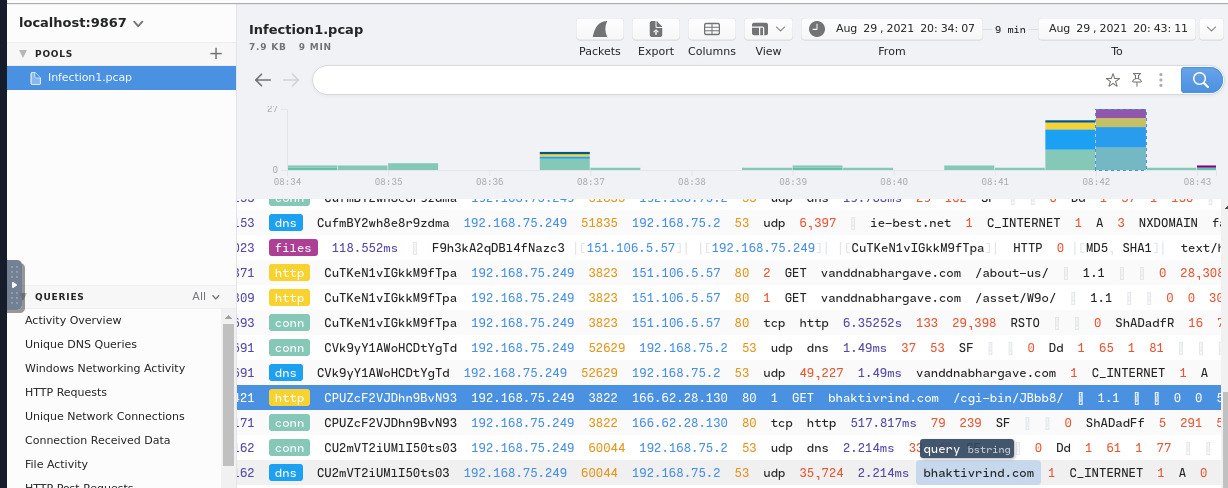 localhost:9867
POOLS
Infection1.pcap
QUERIES All
Activity Overview
Unique DNS Queries
Windows Networking Activity
HTTP Requests
Unique Network Connections
Connection Received Data
File Activity
HTTP Post Requests
Infection1.pcap
7.9 KB 9 MIN
Packets Export Columns View
Aug 29 , 2021 20:34:07 9 min Aug 29 , 2021 20:43:11
From To
27
0
08:34 08:35 08:36 08:37 08:38 08:39 08:40 08:41 08:42 08:43
153 dns CufmBY2wh8e8r9zdma 192.168.75.249 51835 192.168.75.2 53 udp 6,397 ie-best.net 1 C_INTERNET 1 A 3 NXDOMAIN
023 files 118.552ms F9h3kA2qDB14fNazc3 [151.106.5.57] [192.168.75.249] [CuTKeN1vIGkkM9fTpa] HTTP 0 [MD5, SHA1]
371 http CuTKeN1vIGkkM9fTpa 192.168.75.249 3823 151.106.5.57 80 2 GET vanddnabhargave.com /about-us/ 1.1 0 28,308
309 http CuTKeN1vIGkkM9fTpa 192.168.75.249 3823 151.106.5.57 80 1 GET vanddnabhargave.com /asset/W9o/ 1.1 0 0
593 conn CuTKeN1vIGkkM9fTpa 192.168.75.249 3823 151.106.5.57 80 tcp http 6.35252s 133 29,398 RSTO 0 ShADadfR 16
591 conn CVk9yY1AWoHCDtYgTd 192.168.75.249 52629 192.168.75.2 53 udp dns 1.49ms 37 53 SF 0 Dd 1 65 1 81
591 dns CVk9yY1AWoHCDtYgTd 192.168.75.249 52629 192.168.75.2 53 udp 49,227 1.49ms vanddnabhargave.com 1 C_INTERNET 1 A
421 http CPUZcF2VJDhn9BvN93 192.168.75.249 3822 166.62.28.130 80 1 GET bhaktivrind.com /cgi-bin/JBbb8/ 1.1 0 0
171 conn CPUZcF2VJDhn9BvN93 192.168.75.249 3822 166.62.28.130 80 tcp http 517.817ms 79 239 SF 0 ShADadFf 5 291 5
162 conn CU2mVT2iUM1I50ts03 192.168.75.249 60044 192.168.75.2 53 udp dns 2.214ms 0 Dd 1 61 1 77
query bstring
162 dns CU2mVT2iUM1I50ts03 192.168.75.249 60044 192.168.75.2 53 udp 35,724 2.214ms bhaktivrind.com 1 C_INTERNET 1 A 0